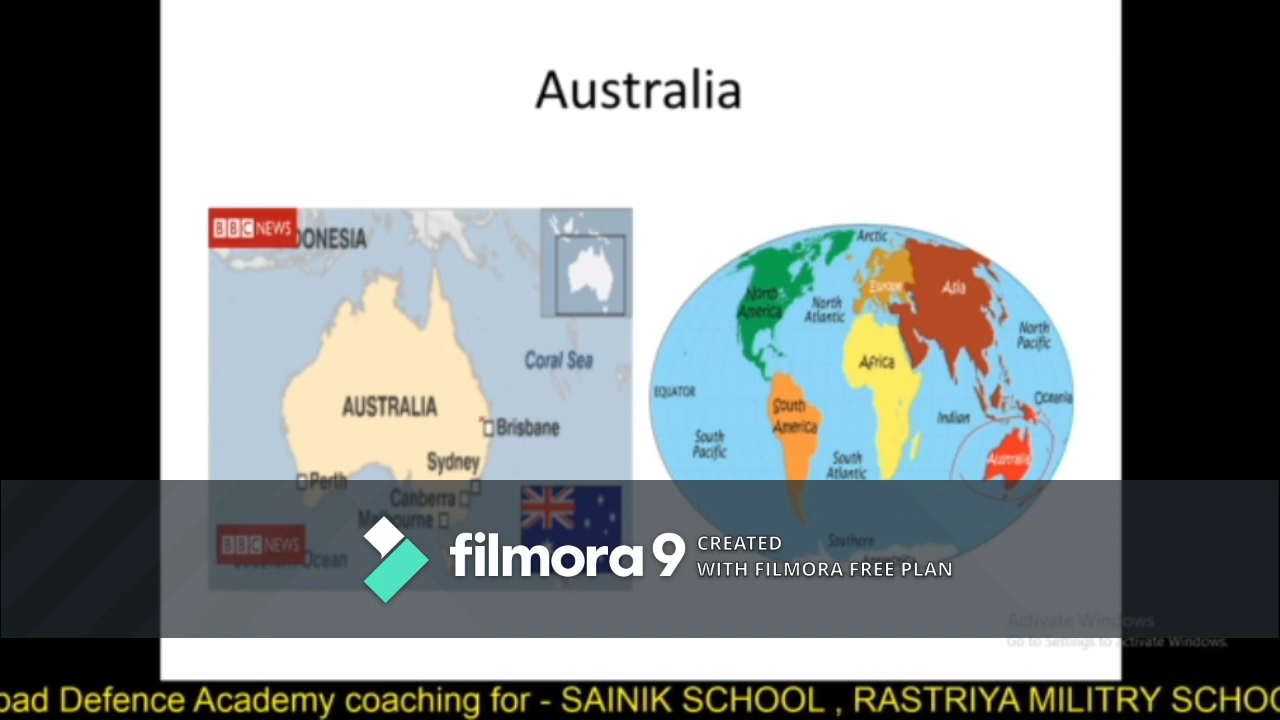 Australia
BBC NEWS
DONESIA
Coral Sea
AUSTRALIA
Brisbane
Sydney
Perth
Canberra
Melbourne
BBC NEWS
Ocean
Arctic
North
America
North
Atlantic
Europe
Asia
North
Pacific
Africa
EQUATOR
Oceania
South
America
Indian
South
Pacific
South
Atlantic
Australia
Southern
filmora9 CREATED
WITH FILMORA FREE PLAN
Activate Windows
Go to Settings to activate Windows.
oad Defence Academy coaching for - SAINIK SCHOOL , RASTRIYA MILITRY SCHOO